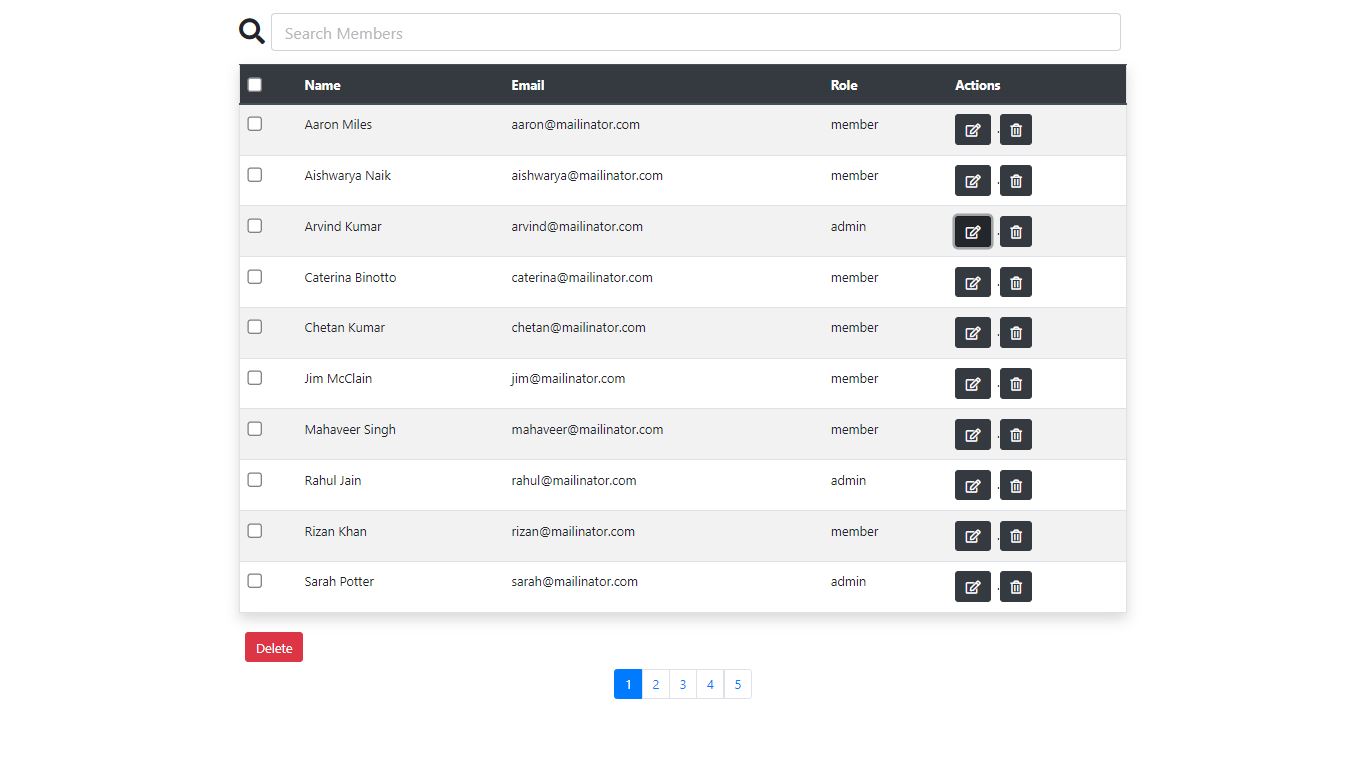 Search Members
Name Email Role Actions
Aaron Miles aaron@mailinator.com member .
Aishwarya Naik aishwarya@mailinator.com member .
Arvind Kumar arvind@mailinator.com admin .
Caterina Binotto caterina@mailinator.com member .
Chetan Kumar chetan@mailinator.com member .
Jim McClain jim@mailinator.com member .
Mahaveer Singh mahaveer@mailinator.com member .
Rahul Jain rahul@mailinator.com admin .
Rizan Khan rizan@mailinator.com member .
Sarah Potter sarah@mailinator.com admin .
Delete
1 2 3 4 5